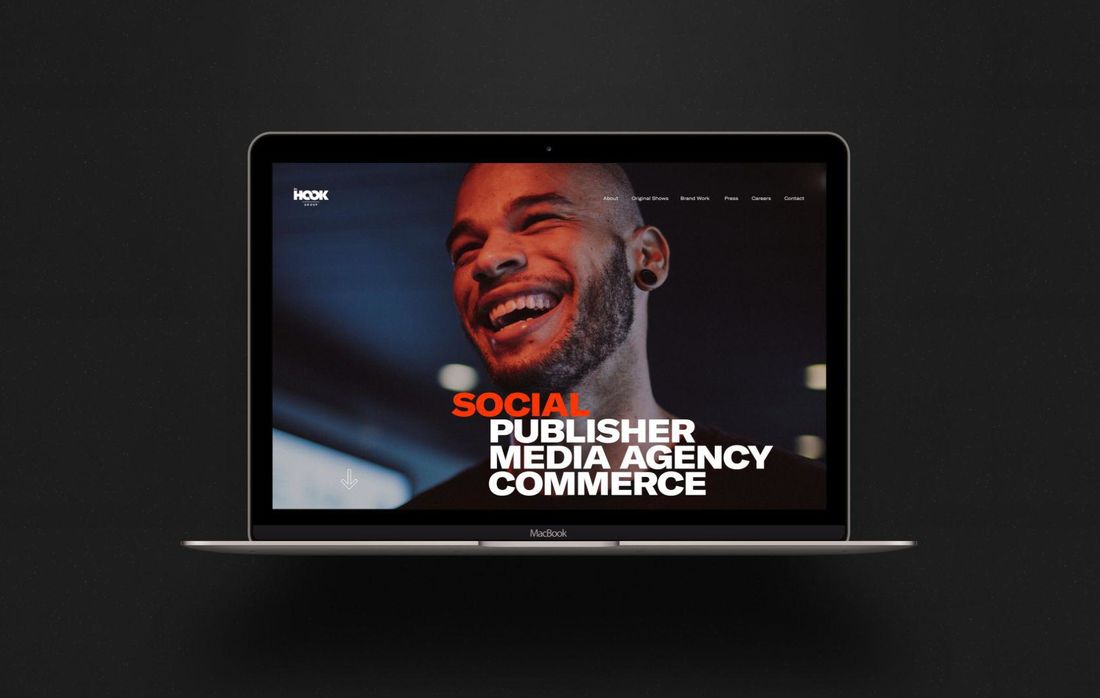 HOOK
GROUP
About Original Shows Brand Work Press Careers Contact
SOCIAL
PUBLISHER
MEDIA AGENCY
COMMERCE
MacBook